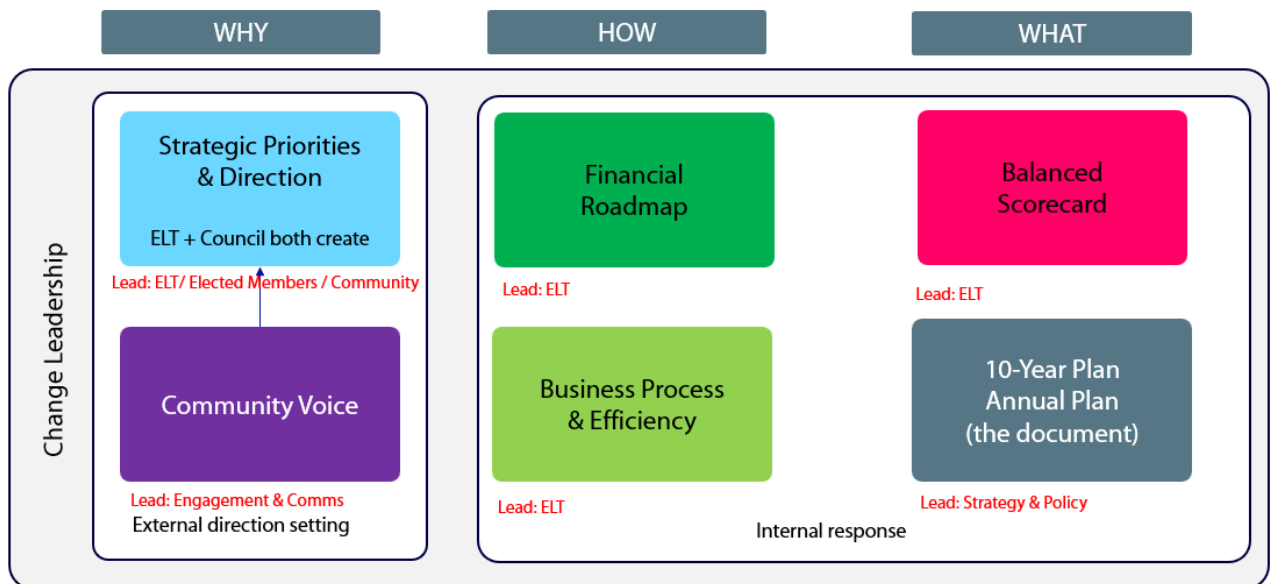 WHY
HOW
WHAT
Change Leadership
Strategic Priorities
& Direction
ELT + Council both create
Lead: ELT/ Elected Members / Community
Community Voice
Lead: Engagement & Comms
External direction setting
Financial
Roadmap
Lead: ELT
Business Process
& Efficiency
Lead: ELT
Balanced
Scorecard
Lead: ELT
10-Year Plan
Annual Plan
(the document)
Lead: Strategy & Policy
Internal response